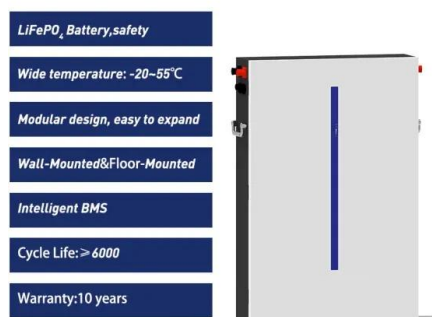 LiFePO₄ Battery,safety
Wide temperature: -20~55℃
Modular design, easy to expand
Wall-Mounted&Floor-Mounted
Intelligent BMS
Cycle Life:≥6000
Warranty:10 years